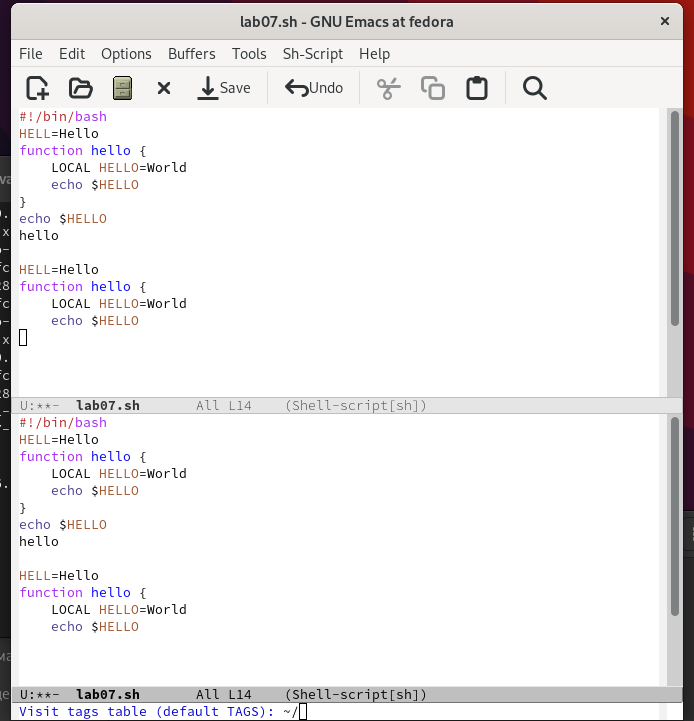 lab07.sh - GNU Emacs at fedora
File Edit Options Buffers Tools Sh-Script Help
Save Undo
#!/bin/bash
HELL=Hello
function hello {
    LOCAL HELLO=World
    echo $HELLO
}
echo $HELLO
hello

HELL=Hello
function hello {
    LOCAL HELLO=World
    echo $HELLO
U:**-  lab07.sh       All L14    (Shell-script[sh])
#!/bin/bash
HELL=Hello
function hello {
    LOCAL HELLO=World
    echo $HELLO
}
echo $HELLO
hello

HELL=Hello
function hello {
    LOCAL HELLO=World
    echo $HELLO
U:**-  lab07.sh       All L14    (Shell-script[sh])
Visit tags table (default TAGS): ~/